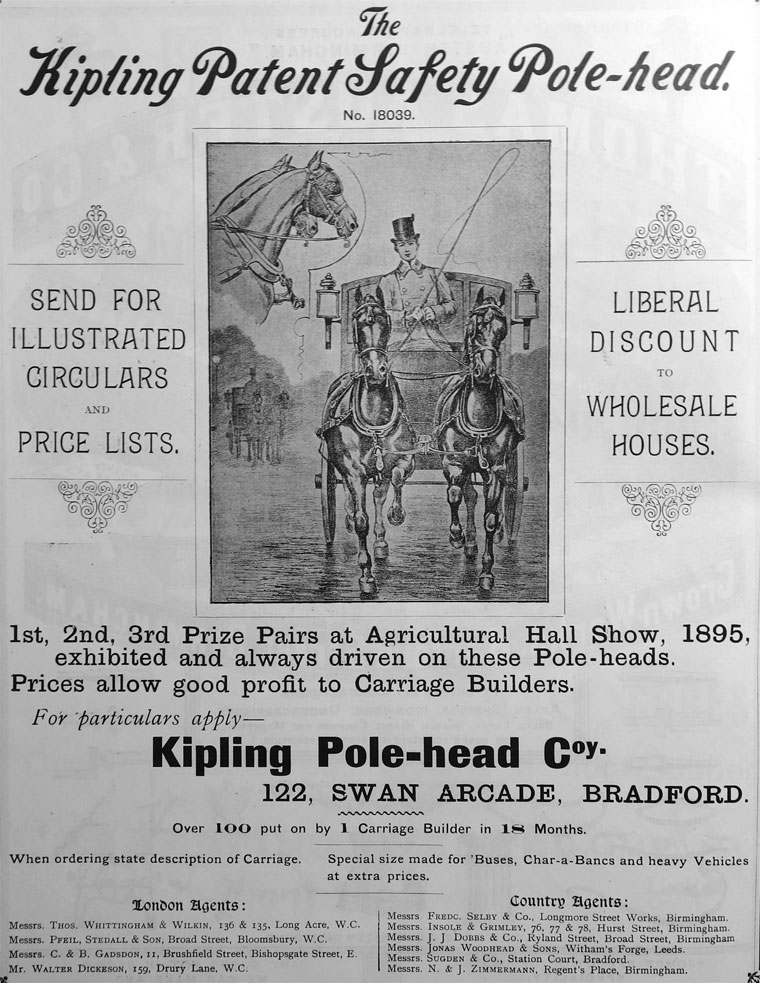 The
Kipling Patent Safety Pole-head.
No. 18039.
SEND FOR
ILLUSTRATED
CIRCULARS
AND
PRICE LISTS.
LIBERAL
DISCOUNT
TO
WHOLESALE
HOUSES.
1st, 2nd, 3rd Prize Pairs at Agricultural Hall Show, 1895,
exhibited and always driven on these Pole-heads.
Prices allow good profit to Carriage Builders.
For particulars apply—
Kipling Pole-head Coy.
122, SWAN ARCADE, BRADFORD.
Over 100 put on by 1 Carriage Builder in 18 Months.
When ordering state description of Carriage.
Special size made for 'Buses, Char-a-Bancs and heavy Vehicles
at extra prices.
London Agents:
Messrs. THOS. WHITTINGHAM & WILKIN, 136 & 135, Long Acre, W.C.
Messrs. PFEIL, STEDALL & SON, Broad Street, Bloomsbury, W.C.
Messrs. C. & B. GADSDON, 11, Brushfield Street, Bishopsgate Street, E.
Mr. WALTER DICKESON, 159, Drury Lane, W.C.
Country Agents:
Messrs FREDC. SELBY & Co., Longmore Street Works, Birmingham.
Messrs. INSOLE & GRIMLEY, 76, 77 & 78, Hurst Street, Birmingham.
Messrs. J. J DOBBS & Co., Ryland Street, Broad Street, Birmingham
Messrs. JONAS WOODHEAD & SONS, Witham's Forge, Leeds.
Messrs. SUGDEN & Co., Station Court, Bradford.
Messrs. N. & J. ZIMMERMANN, Regent's Place, Birmingham.